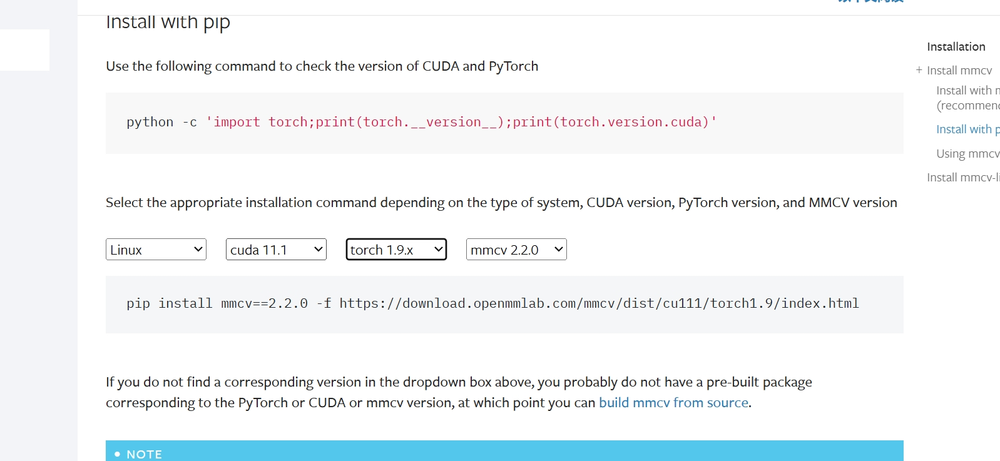 Install with pip
Use the following command to check the version of CUDA and PyTorch
python -c 'import torch;print(torch.__version__);print(torch.version.cuda)'
Select the appropriate installation command depending on the type of system, CUDA version, PyTorch version, and MMCV version
Linux cuda 11.1 torch 1.9.x mmcv 2.2.0
pip install mmcv==2.2.0 -f https://download.openmmlab.com/mmcv/dist/cu111/torch1.9/index.html
If you do not find a corresponding version in the dropdown box above, you probably do not have a pre-built package
corresponding to the PyTorch or CUDA or mmcv version, at which point you can build mmcv from source.
• NOTE
Installation
+ Install mmcv
Install with
(recommen
Install with p
Using mmcv
Install mmcv-li